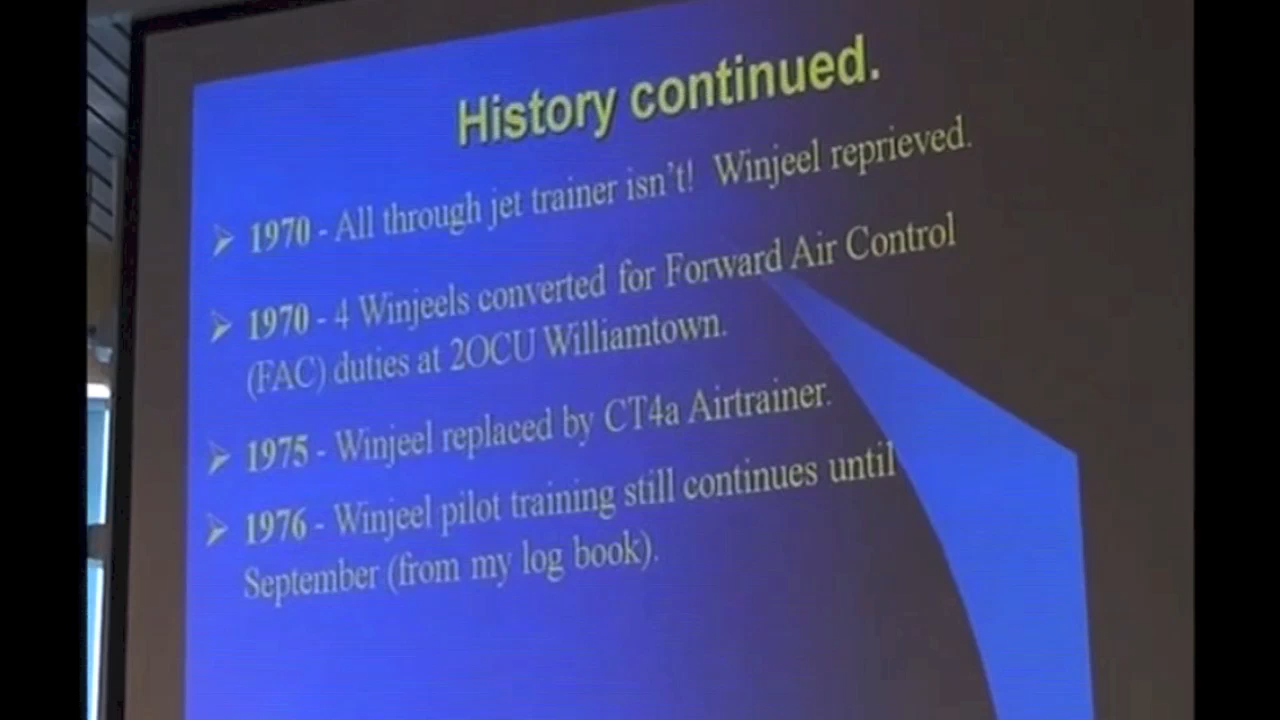 History continued.
➢ 1970 - All through jet trainer isn't! Winjeel reprieved.
➢ 1970 - 4 Winjeels converted for Forward Air Control
(FAC) duties at 2OCU Williamtown.
➢ 1975 - Winjeel replaced by CT4a Airtrainer.
➢ 1976 - Winjeel pilot training still continues until
September (from my log book).